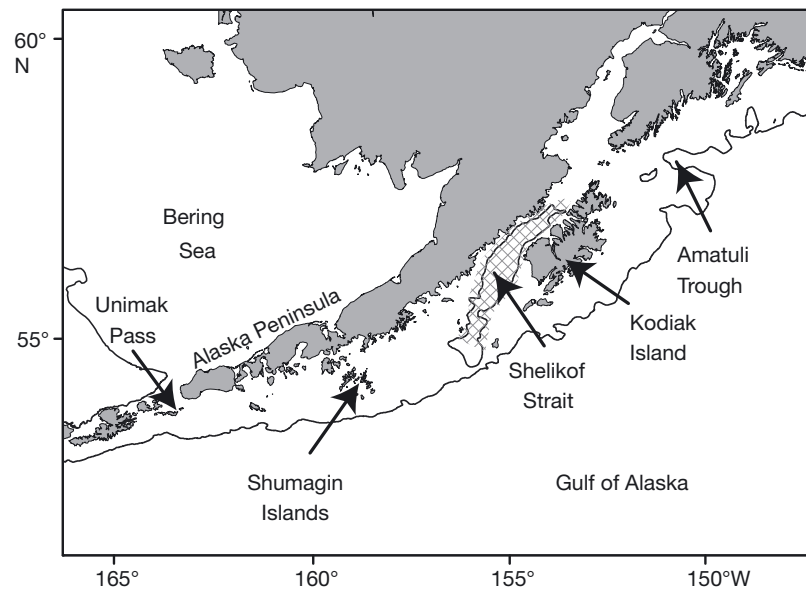 60°
N
Bering
Sea
Amatuli
Trough
Unimak
Pass
Alaska Peninsula
Kodiak
Island
55°
Shelikof
Strait
Shumagin
Islands
Gulf of Alaska
165°
160°
155°
150°W